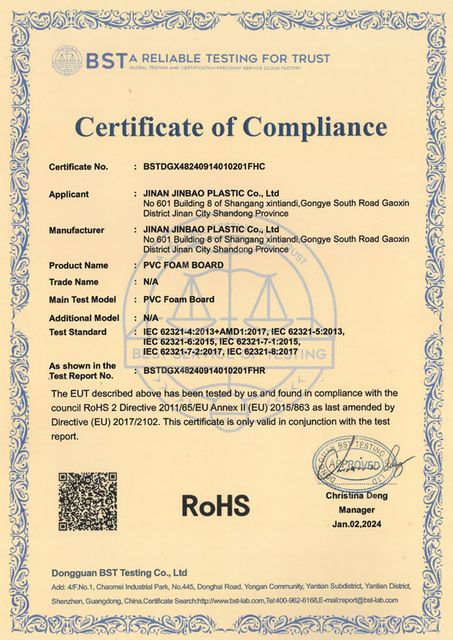 BST A RELIABLE TESTING FOR TRUST
GLOBAL TESTING AND CERTIFICATION PRECISION SERVICE CLOUD FACTORY
Certificate of Compliance
Certificate No. : BSTDGX48240914010201FHC
Applicant : JINAN JINBAO PLASTIC Co., Ltd
No 601 Building 8 of Shangang xintiandi,Gongye South Road Gaoxin
District Jinan City Shandong Province
Manufacturer : JINAN JINBAO PLASTIC Co., Ltd
No 601 Building 8 of Shangang xintiandi,Gongye South Road Gaoxin
District Jinan City Shandong Province
Product Name : PVC FOAM BOARD
Trade Name : N/A
Main Test Model : PVC Foam Board
Additional Model : N/A
Test Standard : IEC 62321-4:2013+AMD1:2017, IEC 62321-5:2013,
IEC 62321-6:2015, IEC 62321-7-1:2015,
IEC 62321-7-2:2017, IEC 62321-8:2017
BEST SERVICE OF TESTING
As shown in the
Test Report No. : BSTDGX48240914010201FHR
The EUT described above has been tested by us and found in compliance with the
council RoHS 2 Directive 2011/65/EU Annex II (EU) 2015/863 as last amended by
Directive (EU) 2017/2102. This certificate is only valid in conjunction with the test
report.
DONGGUAN BST TESTING CO LTD
APPROVED
RoHS
Christina Deng
Manager
Jan.02,2024
Dongguan BST Testing Co., Ltd
Add: 4/F.No.1, Chaomei Industrial Park, No.445, Donghai Road, Yongan Community, Yantian Subdistrict, Yantian District,
Shenzhen, Guangdong, China.Certificate Search:http://www.bst-lab.com,Tel:400-962-6168,E-mail:report@bst-lab.com